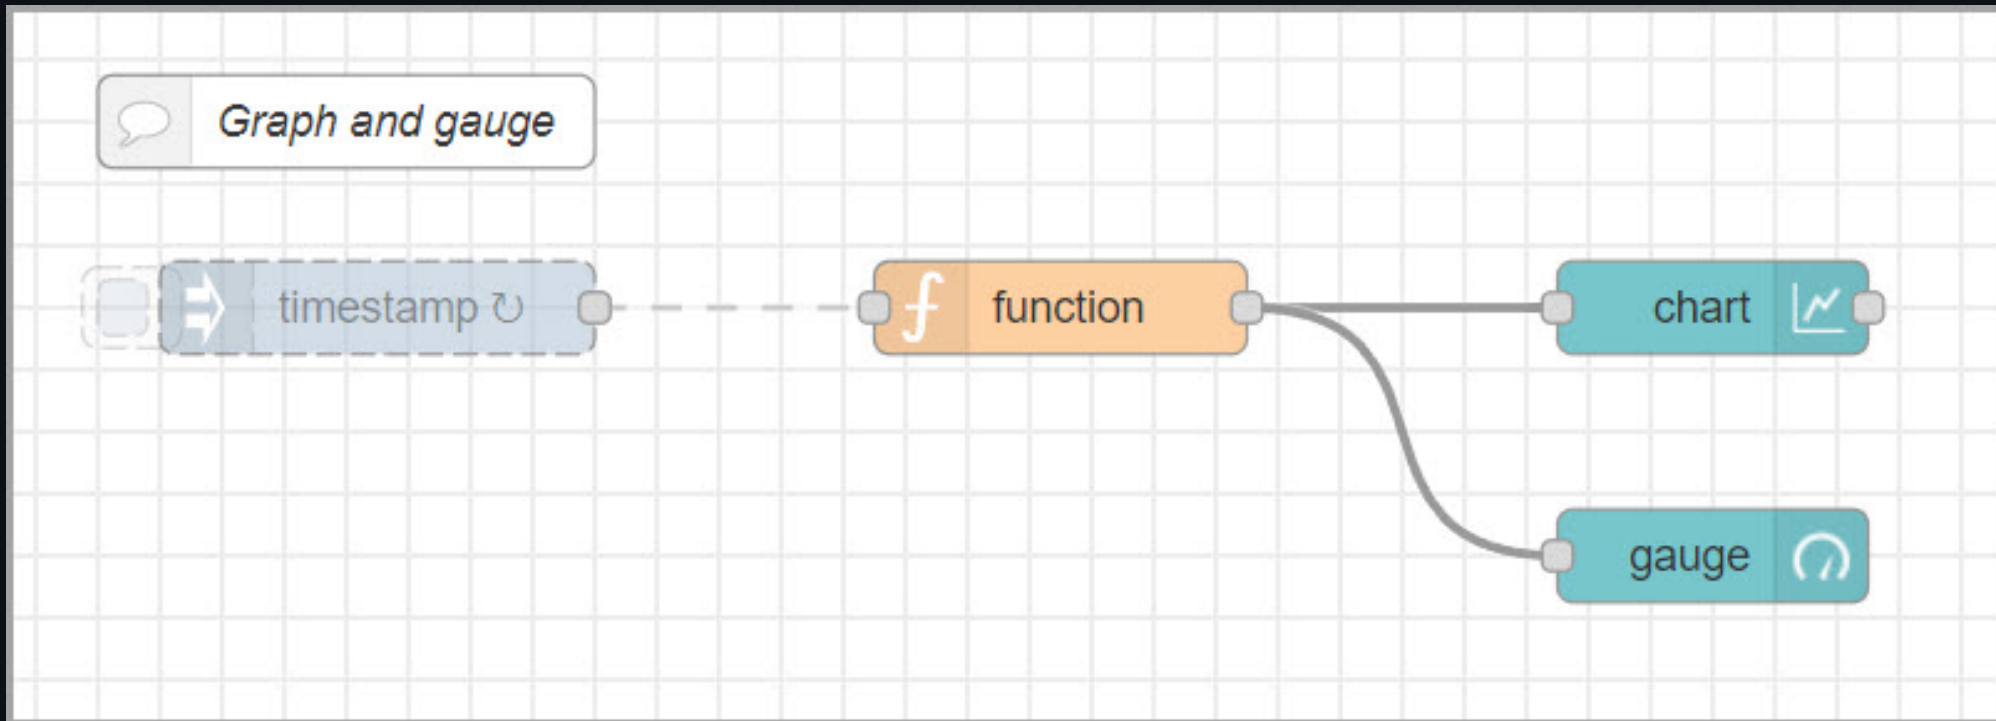 Graph and gauge
timestamp ↻
function
chart
gauge